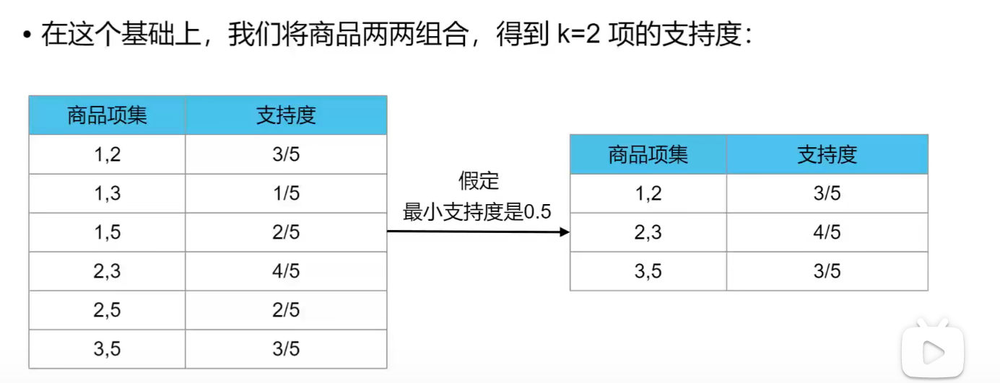 • 在这个基础上，我们将商品两两组合，得到 k=2 项的支持度：
商品项集 支持度
1,2 3/5
1,3 1/5
1,5 2/5
2,3 4/5
2,5 2/5
3,5 3/5
假定
最小支持度是0.5
商品项集 支持度
1,2 3/5
2,3 4/5
3,5 3/5